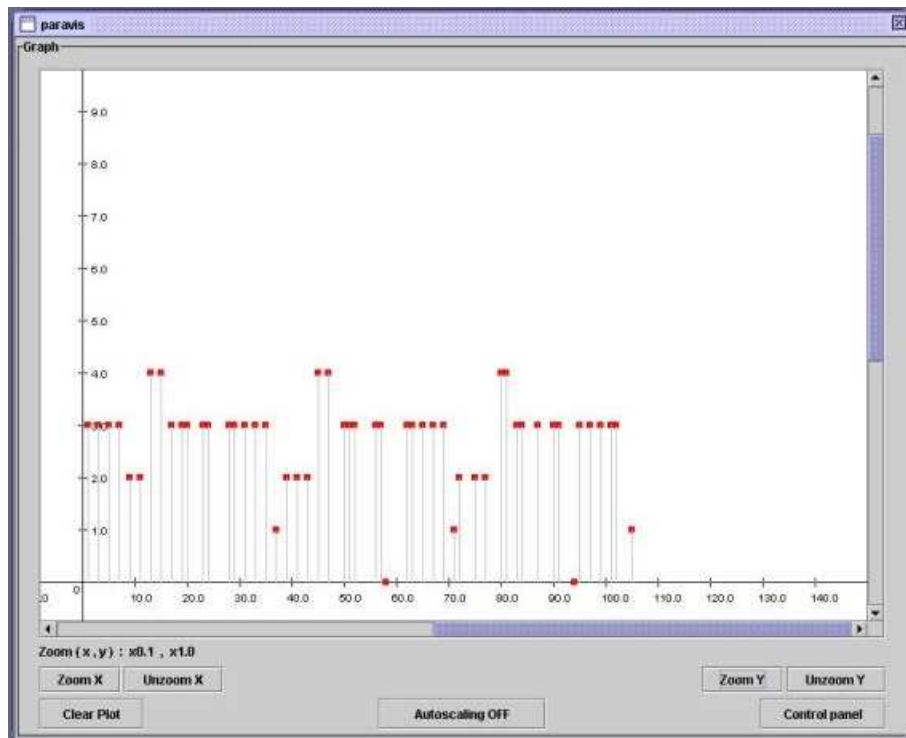 paravis
Graph
9.0
8.0
7.0
6.0
5.0
4.0
3.0
2.0
1.0
0
.0 10.0 20.0 30.0 40.0 50.0 60.0 70.0 80.0 90.0 100.0 110.0 120.0 130.0 140.0
Zoom (x,y) : x0.1 , x1.0
Zoom X Unzoom X Zoom Y Unzoom Y
Clear Plot Autoscaling OFF Control panel